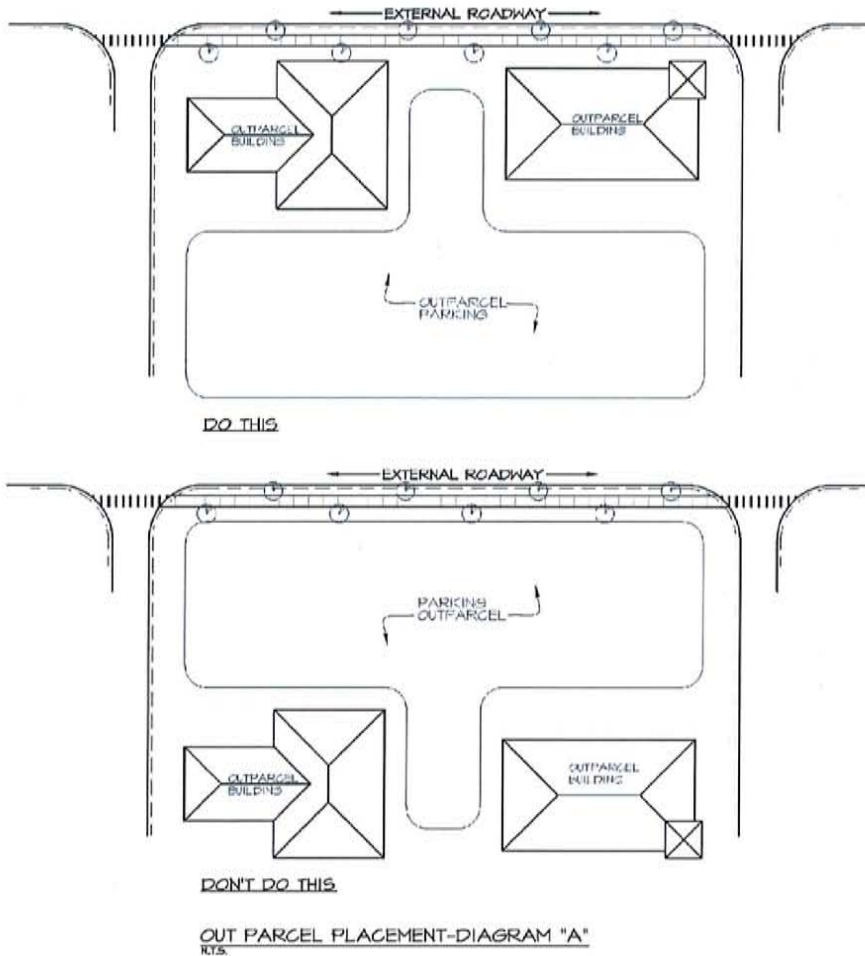 EXTERNAL ROADWAY
OUTPARCEL
BUILDING
OUTPARCEL
BUILDING
OUTPARCEL
PARKING
DO THIS
EXTERNAL ROADWAY
PARKING
OUTPARCEL
OUTPARCEL
BUILDING
OUTPARCEL
BUILDING
DON'T DO THIS
OUT PARCEL PLACEMENT-DIAGRAM "A"
N.T.S.